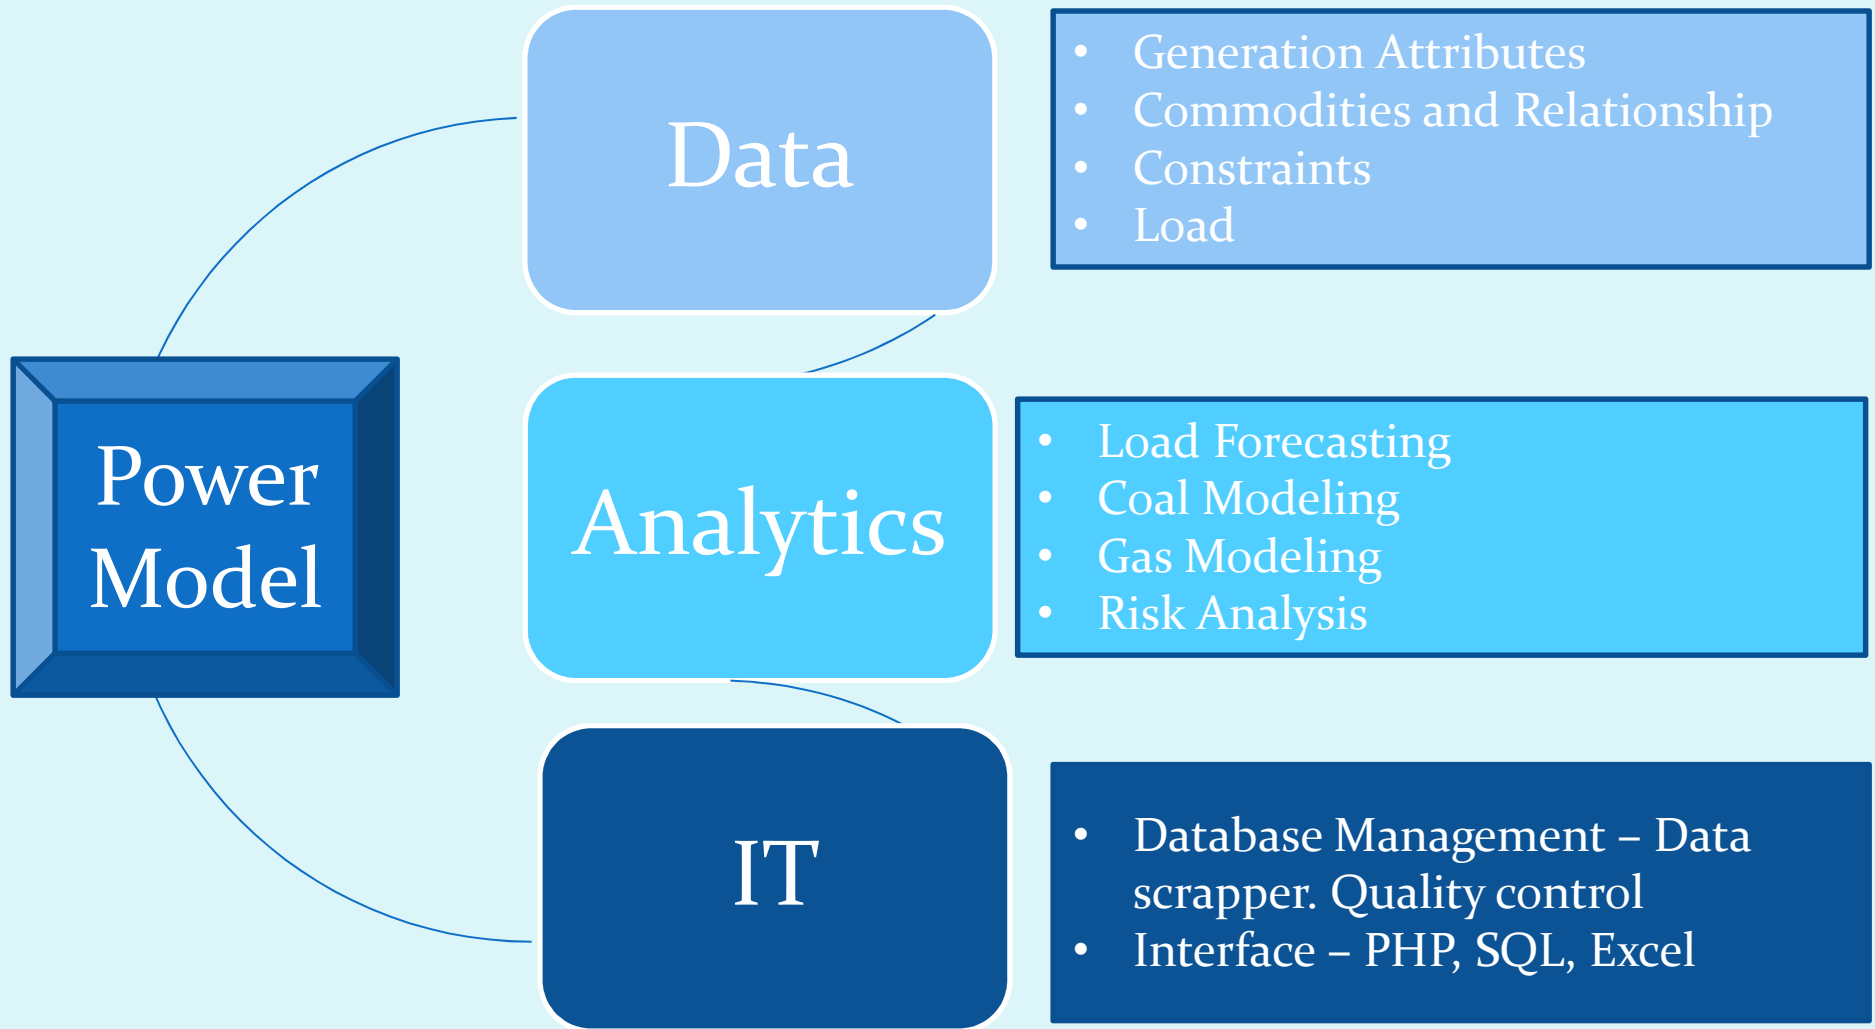 Power
Model
Data
• Generation Attributes
• Commodities and Relationship
• Constraints
• Load
Analytics
• Load Forecasting
• Coal Modeling
• Gas Modeling
• Risk Analysis
IT
• Database Management – Data
scrapper. Quality control
• Interface – PHP, SQL, Excel